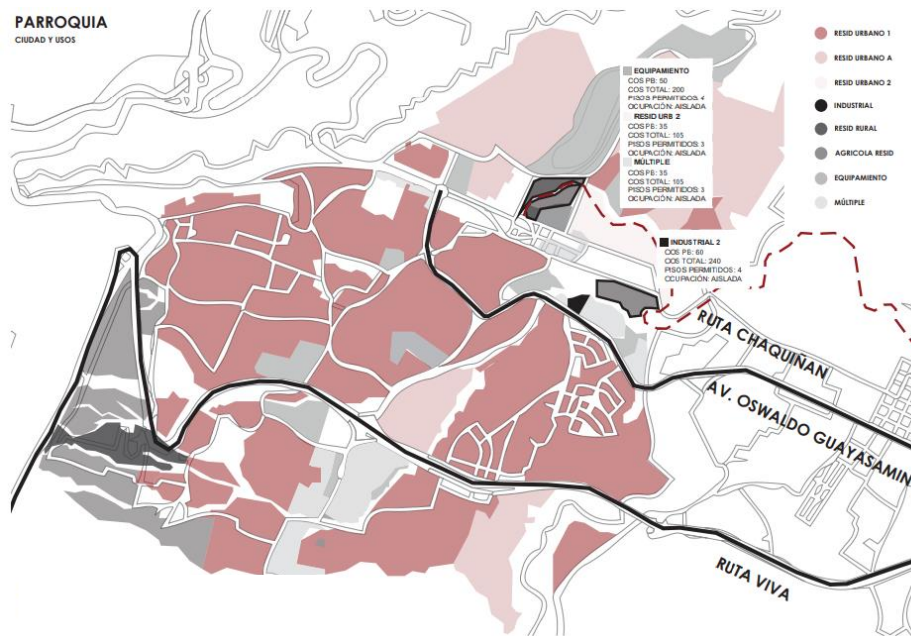 PARROQUIA
CIUDAD Y USOS
RESID URBANO 1
RESID URBANO A
RESID URBANO 2
INDUSTRIAL
RESID RURAL
AGRICOLA RESID
EQUIPAMIENTO
MÚLTIPLE
EQUIPAMIENTO
COS PB: 50
COS TOTAL: 200
PISOS PERMITIDOS: 4
OCUPACIÓN: AISLADA
RESID URB 2
COS PB: 35
COS TOTAL: 105
PISOS PERMITIDOS: 3
OCUPACIÓN: AISLADA
MÚLTIPLE
COS PB: 35
COS TOTAL: 105
PISOS PERMITIDOS: 3
OCUPACIÓN: AISLADA
INDUSTRIAL 2
COS PB: 60
COS TOTAL: 240
PISOS PERMITIDOS: 4
OCUPACIÓN: AISLADA
RUTA CHAQUIÑAN
AV. OSWALDO GUAYASAMIN
RUTA VIVA